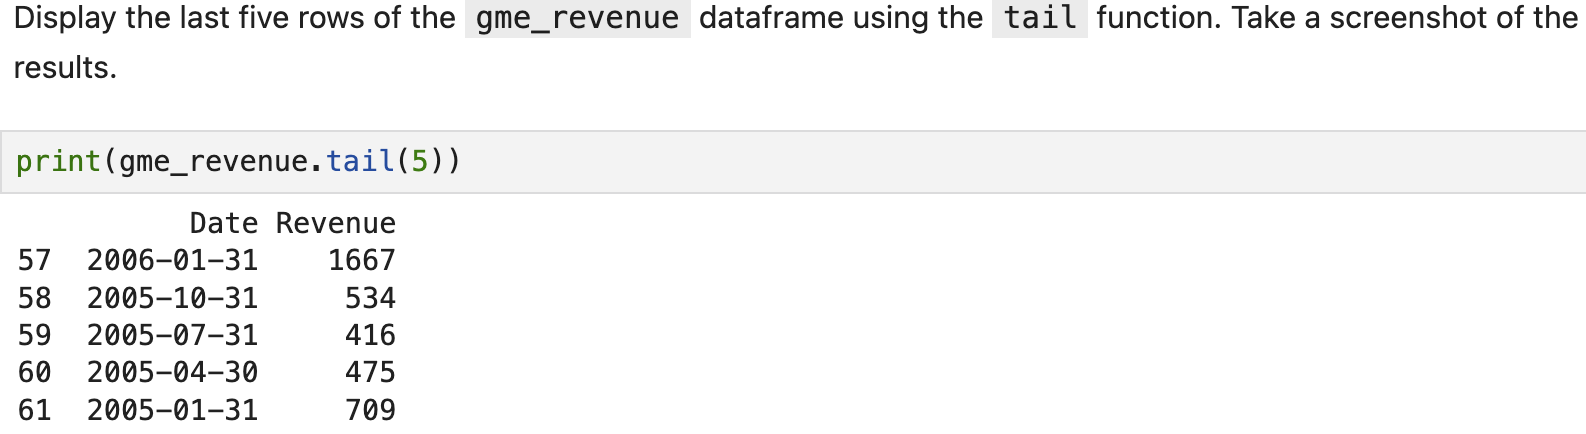 Display the last five rows of the gme_revenue dataframe using the tail function. Take a screenshot of the
results.
print(gme_revenue.tail(5))
Date Revenue
57 2006-01-31 1667
58 2005-10-31 534
59 2005-07-31 416
60 2005-04-30 475
61 2005-01-31 709